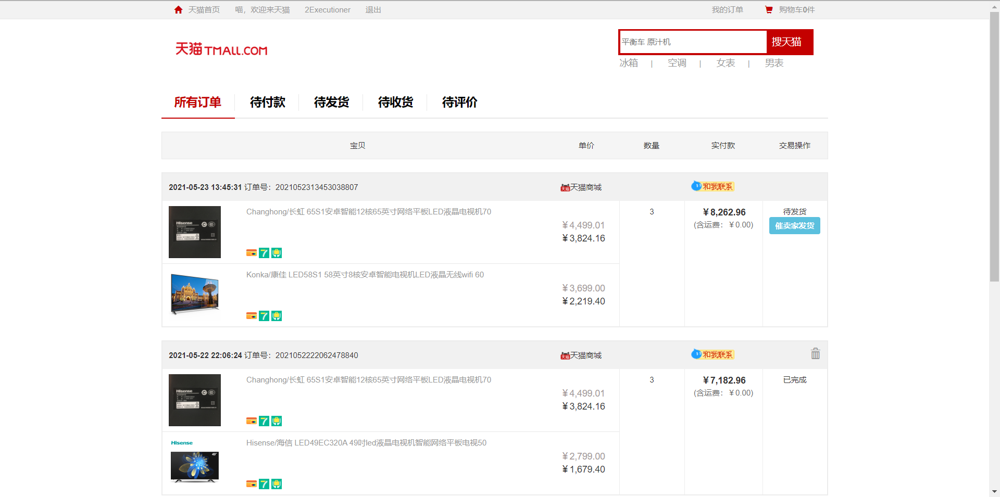 天猫首页 喵，欢迎来天猫 2Executioner 退出 我的订单 购物车0件
天猫 TMALL.COM
平衡车 原汁机 搜天猫
冰箱 | 空调 | 女表 | 男表
所有订单 待付款 待发货 待收货 待评价
宝贝 单价 数量 实付款 交易操作
2021-05-23 13:45:31 订单号：2021052313453038807 天猫商城 和我联系
Changhong/长虹 65S1安卓智能12核65英寸网络平板LED液晶电视机70 3 ￥8,262.96 待发货
Hisense
￥4,499.01 (含运费：￥0.00) 催卖家发货
￥3,824.16
7
Konka/康佳 LED58S1 58英寸8核安卓智能电视机LED液晶无线wifi 60
￥3,699.00
￥2,219.40
7
2021-05-22 22:06:24 订单号：2021052222062478840 天猫商城 和我联系
Changhong/长虹 65S1安卓智能12核65英寸网络平板LED液晶电视机70 3 ￥7,182.96 已完成
Hisense
￥4,499.01 (含运费：￥0.00)
￥3,824.16
7
Hisense Hisense/海信 LED49EC320A 49吋led液晶电视机智能网络平板电视50
49"
￥2,799.00
￥1,679.40
7